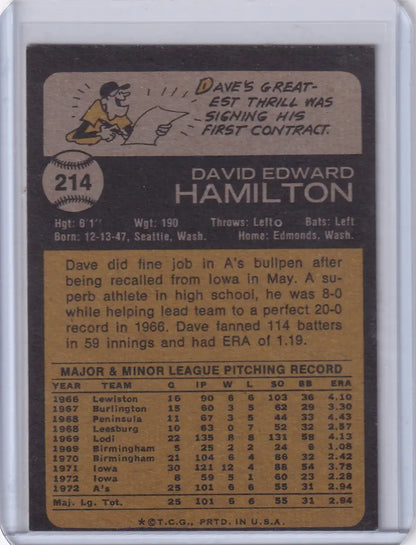 DAVE'S GREAT-
EST THRILL WAS
SIGNING HIS
FIRST CONTRACT.
214
DAVID EDWARD
HAMILTON
Hgt: 6'1" Wgt: 190 Throws: Left Bats: Left
Born: 12-13-47, Seattle, Wash. Home: Edmonds, Wash.
Dave did fine job in A's bullpen after
being recalled from Iowa in May. A su-
perb athlete in high school, he was 8-0
while helping lead team to a perfect 20-0
record in 1966. Dave fanned 114 batters
in 59 innings and had ERA of 1.19.
MAJOR & MINOR LEAGUE PITCHING RECORD
YEAR TEAM G IP W L SO BB ERA
1966 Lewiston 16 90 6 6 64 36 4.10
1967 Burlington 15 60 3 5 62 29 3.30
1968 Peninsula 11 67 3 5 44 33 4.43
1968 Leesburg 10 63 0 7 52 32 2.57
1969 Lodi 22 135 8 8 131 58 4.13
1969 Birmingham 5 25 2 2 24 6 1.08
1970 Birmingham 21 104 6 4 86 32 2.42
1971 Iowa 30 121 12 4 88 54 3.78
1972 Iowa 8 59 5 1 60 23 2.28
1972 A's 25 101 6 6 55 31 2.94
Maj. Lg. Tot. 25 101 6 6 55 31 2.94
*©T.C.G., PRTD. IN U.S.A.